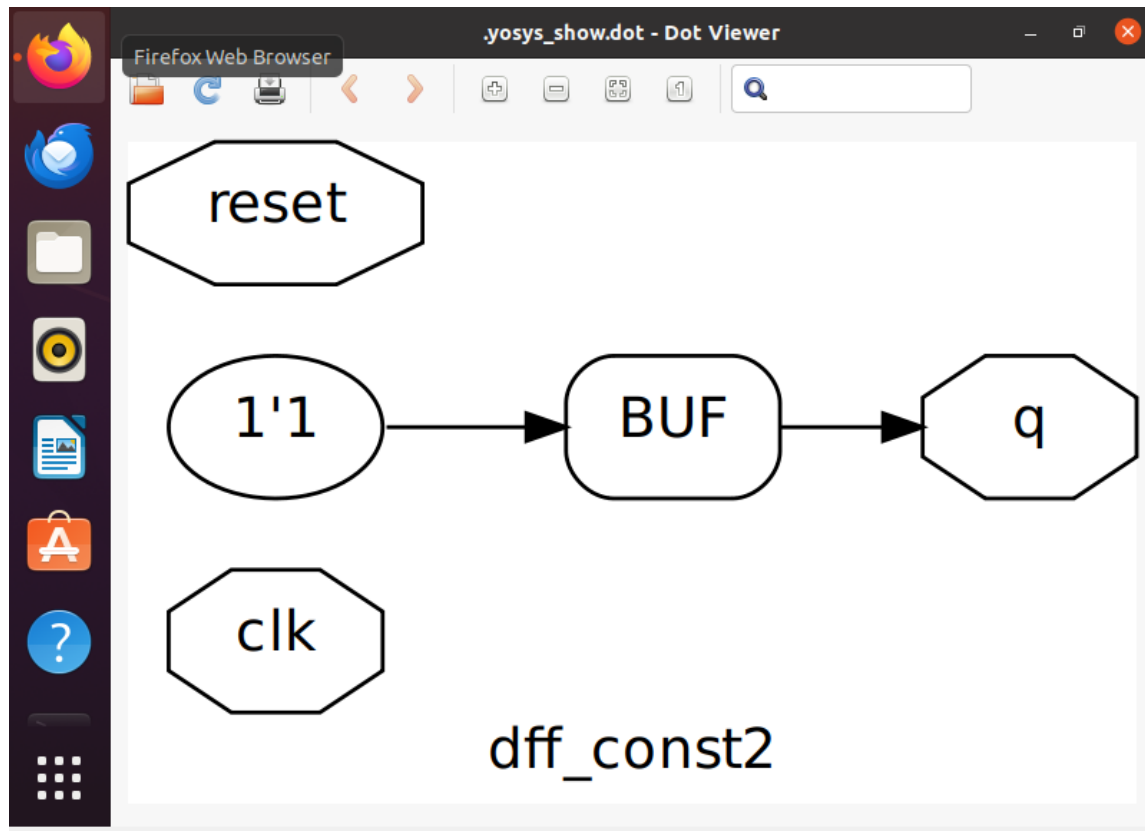 .yosys_show.dot - Dot Viewer
Firefox Web Browser
reset
1'1
BUF
q
clk
dff_const2